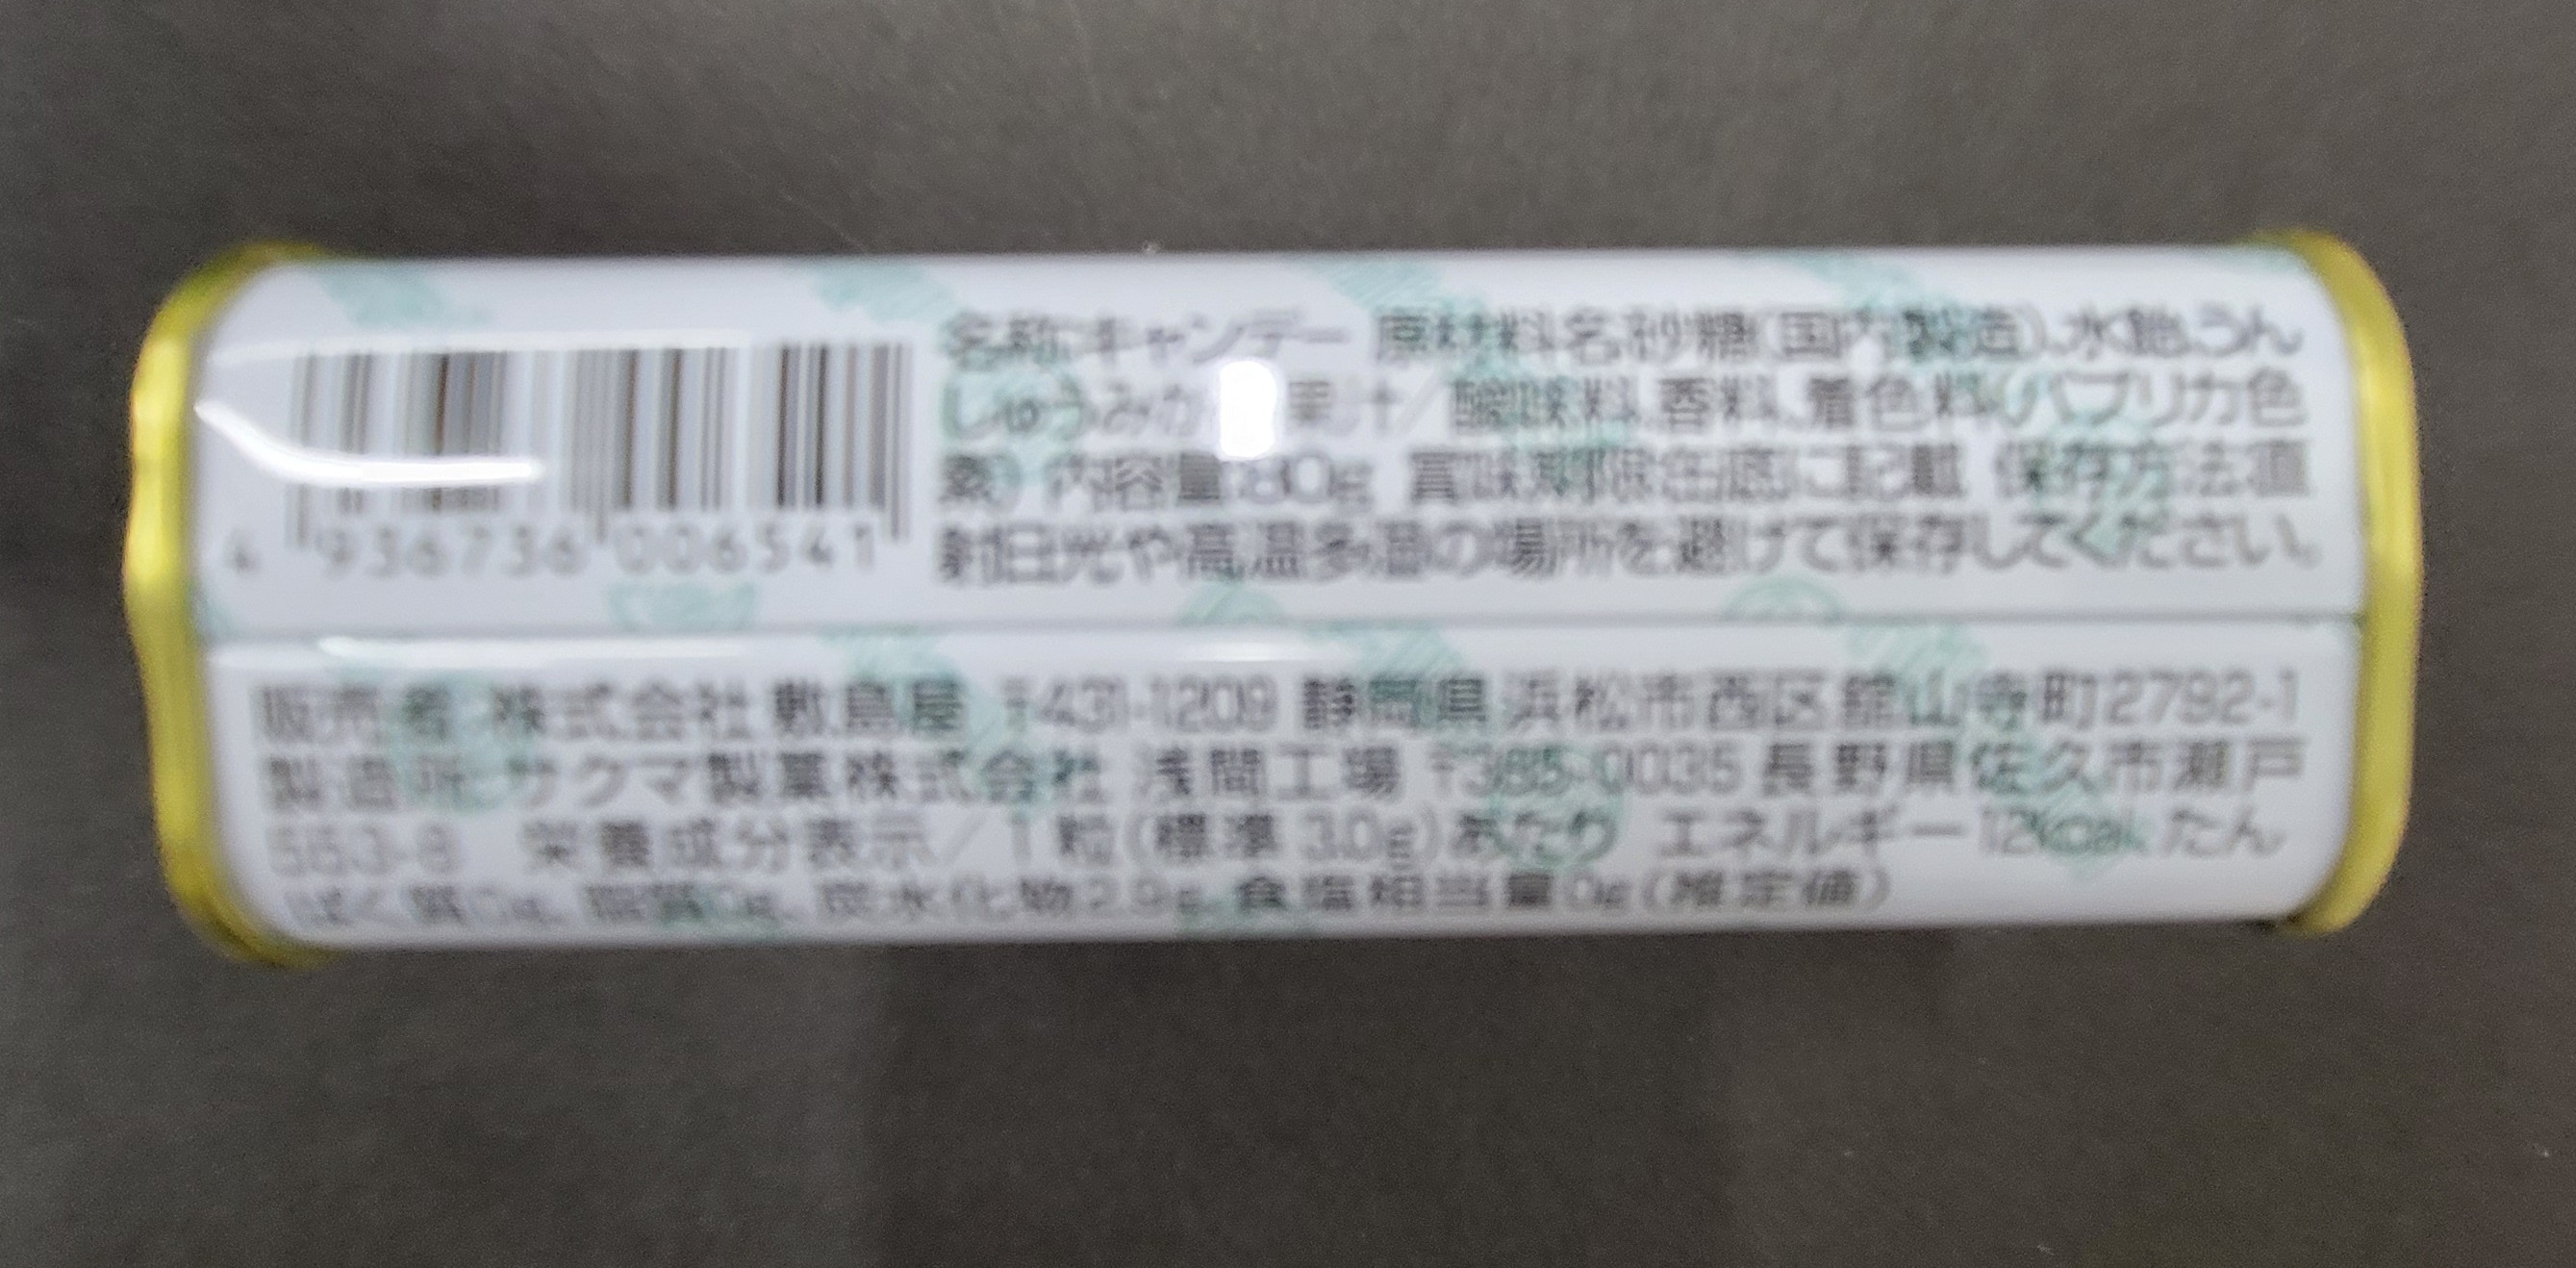 名称:キャンデー 原材料名:砂糖(国内製造)、水飴、うん
しゅうみかん果汁/酸味料、香料、着色料(パプリカ色
素) 内容量:80g 賞味期限:缶底に記載 保存方法:直
射日光や高温多湿の場所を避けて保存してください。
4 936736 006541
販売者 株式会社 敷島屋 〒431-1209 静岡県浜松市西区舘山寺町2792-1
製造所 サクマ製菓株式会社 浅間工場 〒385-0035 長野県佐久市瀬戸
553-8 栄養成分表示/1粒(標準3.0g)あたり エネルギー12kcal、たん
ぱく質0g、脂質0g、炭水化物2.9g、食塩相当量0g(推定値)